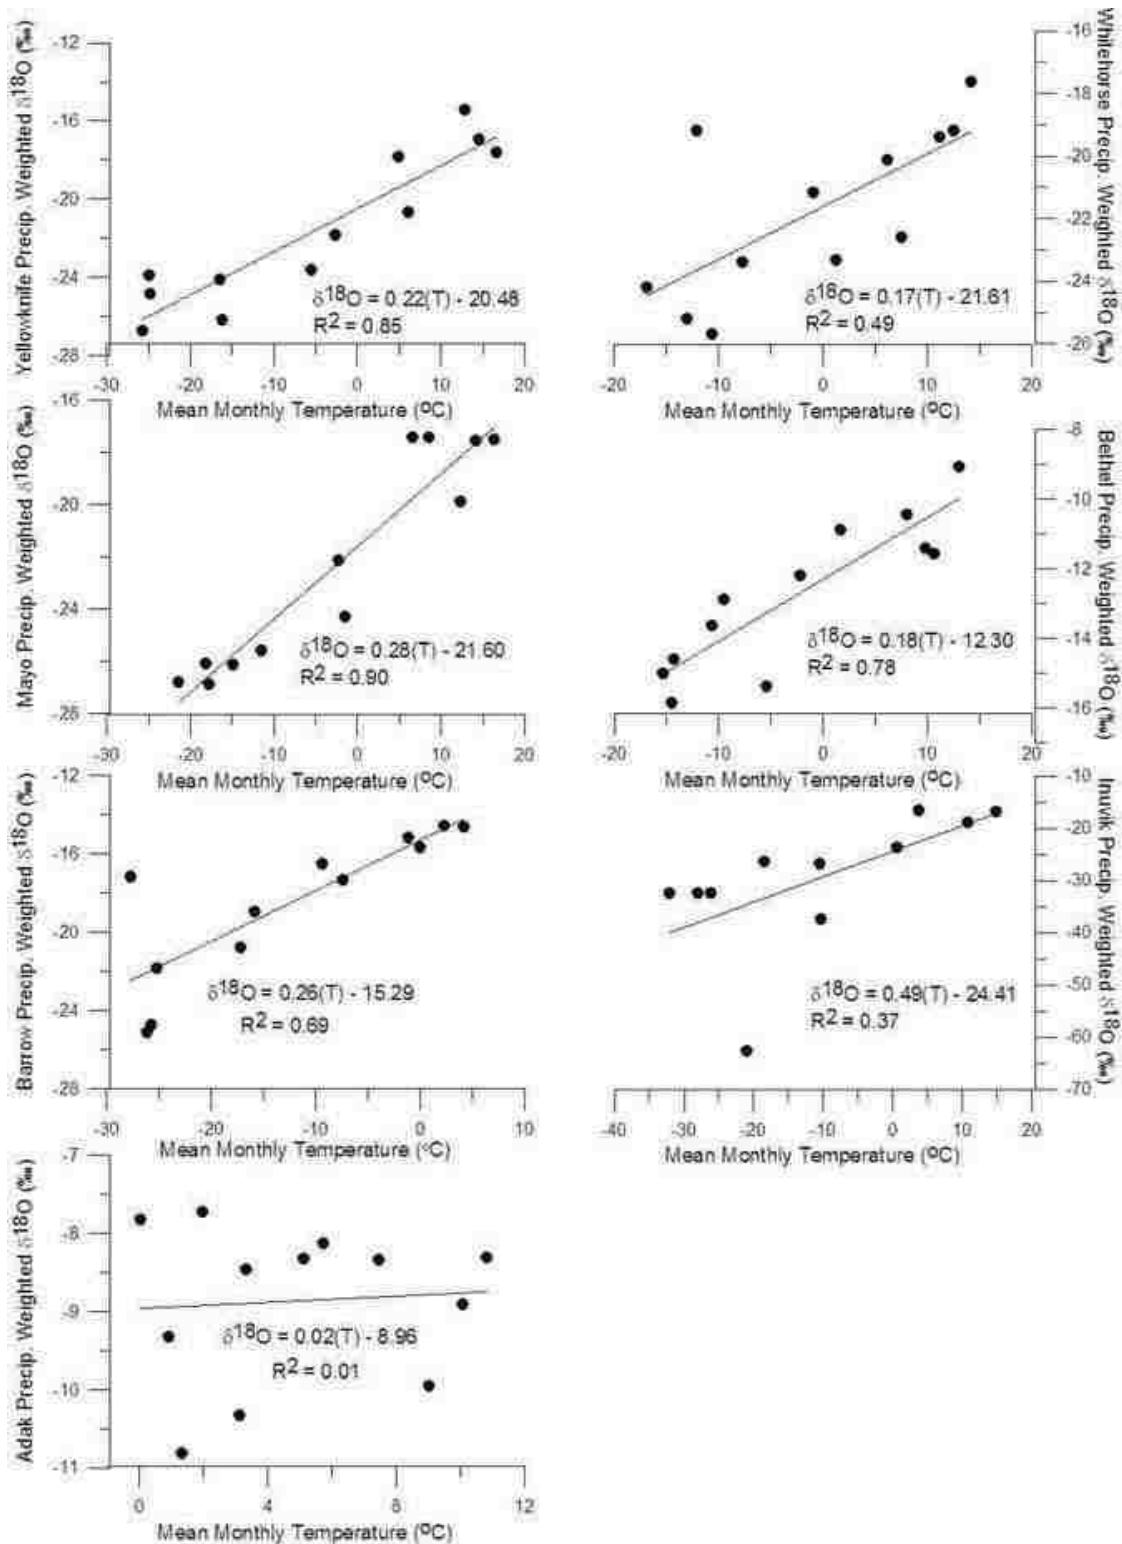 Yellowknife Precip. Weighted δ18O (‰)
-12
-16
-20
-24
-28
δ18O = 0.22(T) - 20.48
R2 = 0.85
-30
-20
-10
0
10
20
Mean Monthly Temperature (ºC)
Whitehorse Precip. Weighted δ18O (‰)
-16
-18
-20
-22
-24
-26
δ18O = 0.17(T) - 21.61
R2 = 0.49
-20
-10
0
10
20
Mean Monthly Temperature (ºC)
Mayo Precip. Weighted δ18O (‰)
-16
-20
-24
-28
δ18O = 0.28(T) - 21.60
R2 = 0.90
-30
-20
-10
0
10
20
Mean Monthly Temperature (ºC)
Bethel Precip. Weighted δ18O (‰)
-8
-10
-12
-14
-16
δ18O = 0.18(T) - 12.30
R2 = 0.78
-20
-10
0
10
20
Mean Monthly Temperature (ºC)
Barrow Precip. Weighted δ18O (‰)
-12
-16
-20
-24
-28
δ18O = 0.26(T) - 15.29
R2 = 0.69
-30
-20
-10
0
10
Mean Monthly Temperature (°C)
Inuvik Precip. Weighted δ18O (‰)
-10
-20
-30
-40
-50
-60
-70
δ18O = 0.49(T) - 24.41
R2 = 0.37
-40
-30
-20
-10
0
10
20
Mean Monthly Temperature (ºC)
Adak Precip. Weighted δ18O (‰)
-7
-8
-9
-10
-11
δ18O = 0.02(T) - 8.96
R2 = 0.01
0
4
8
12
Mean Monthly Temperature (ºC)